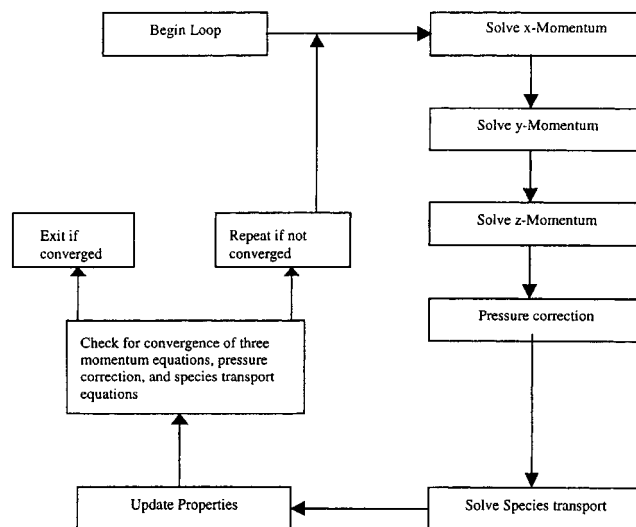 Begin Loop
Solve x-Momentum
Solve y-Momentum
Solve z-Momentum
Pressure correction
Solve Species transport
Update Properties
Check for convergence of three
momentum equations, pressure
correction, and species transport
equations
Exit if
converged
Repeat if not
converged